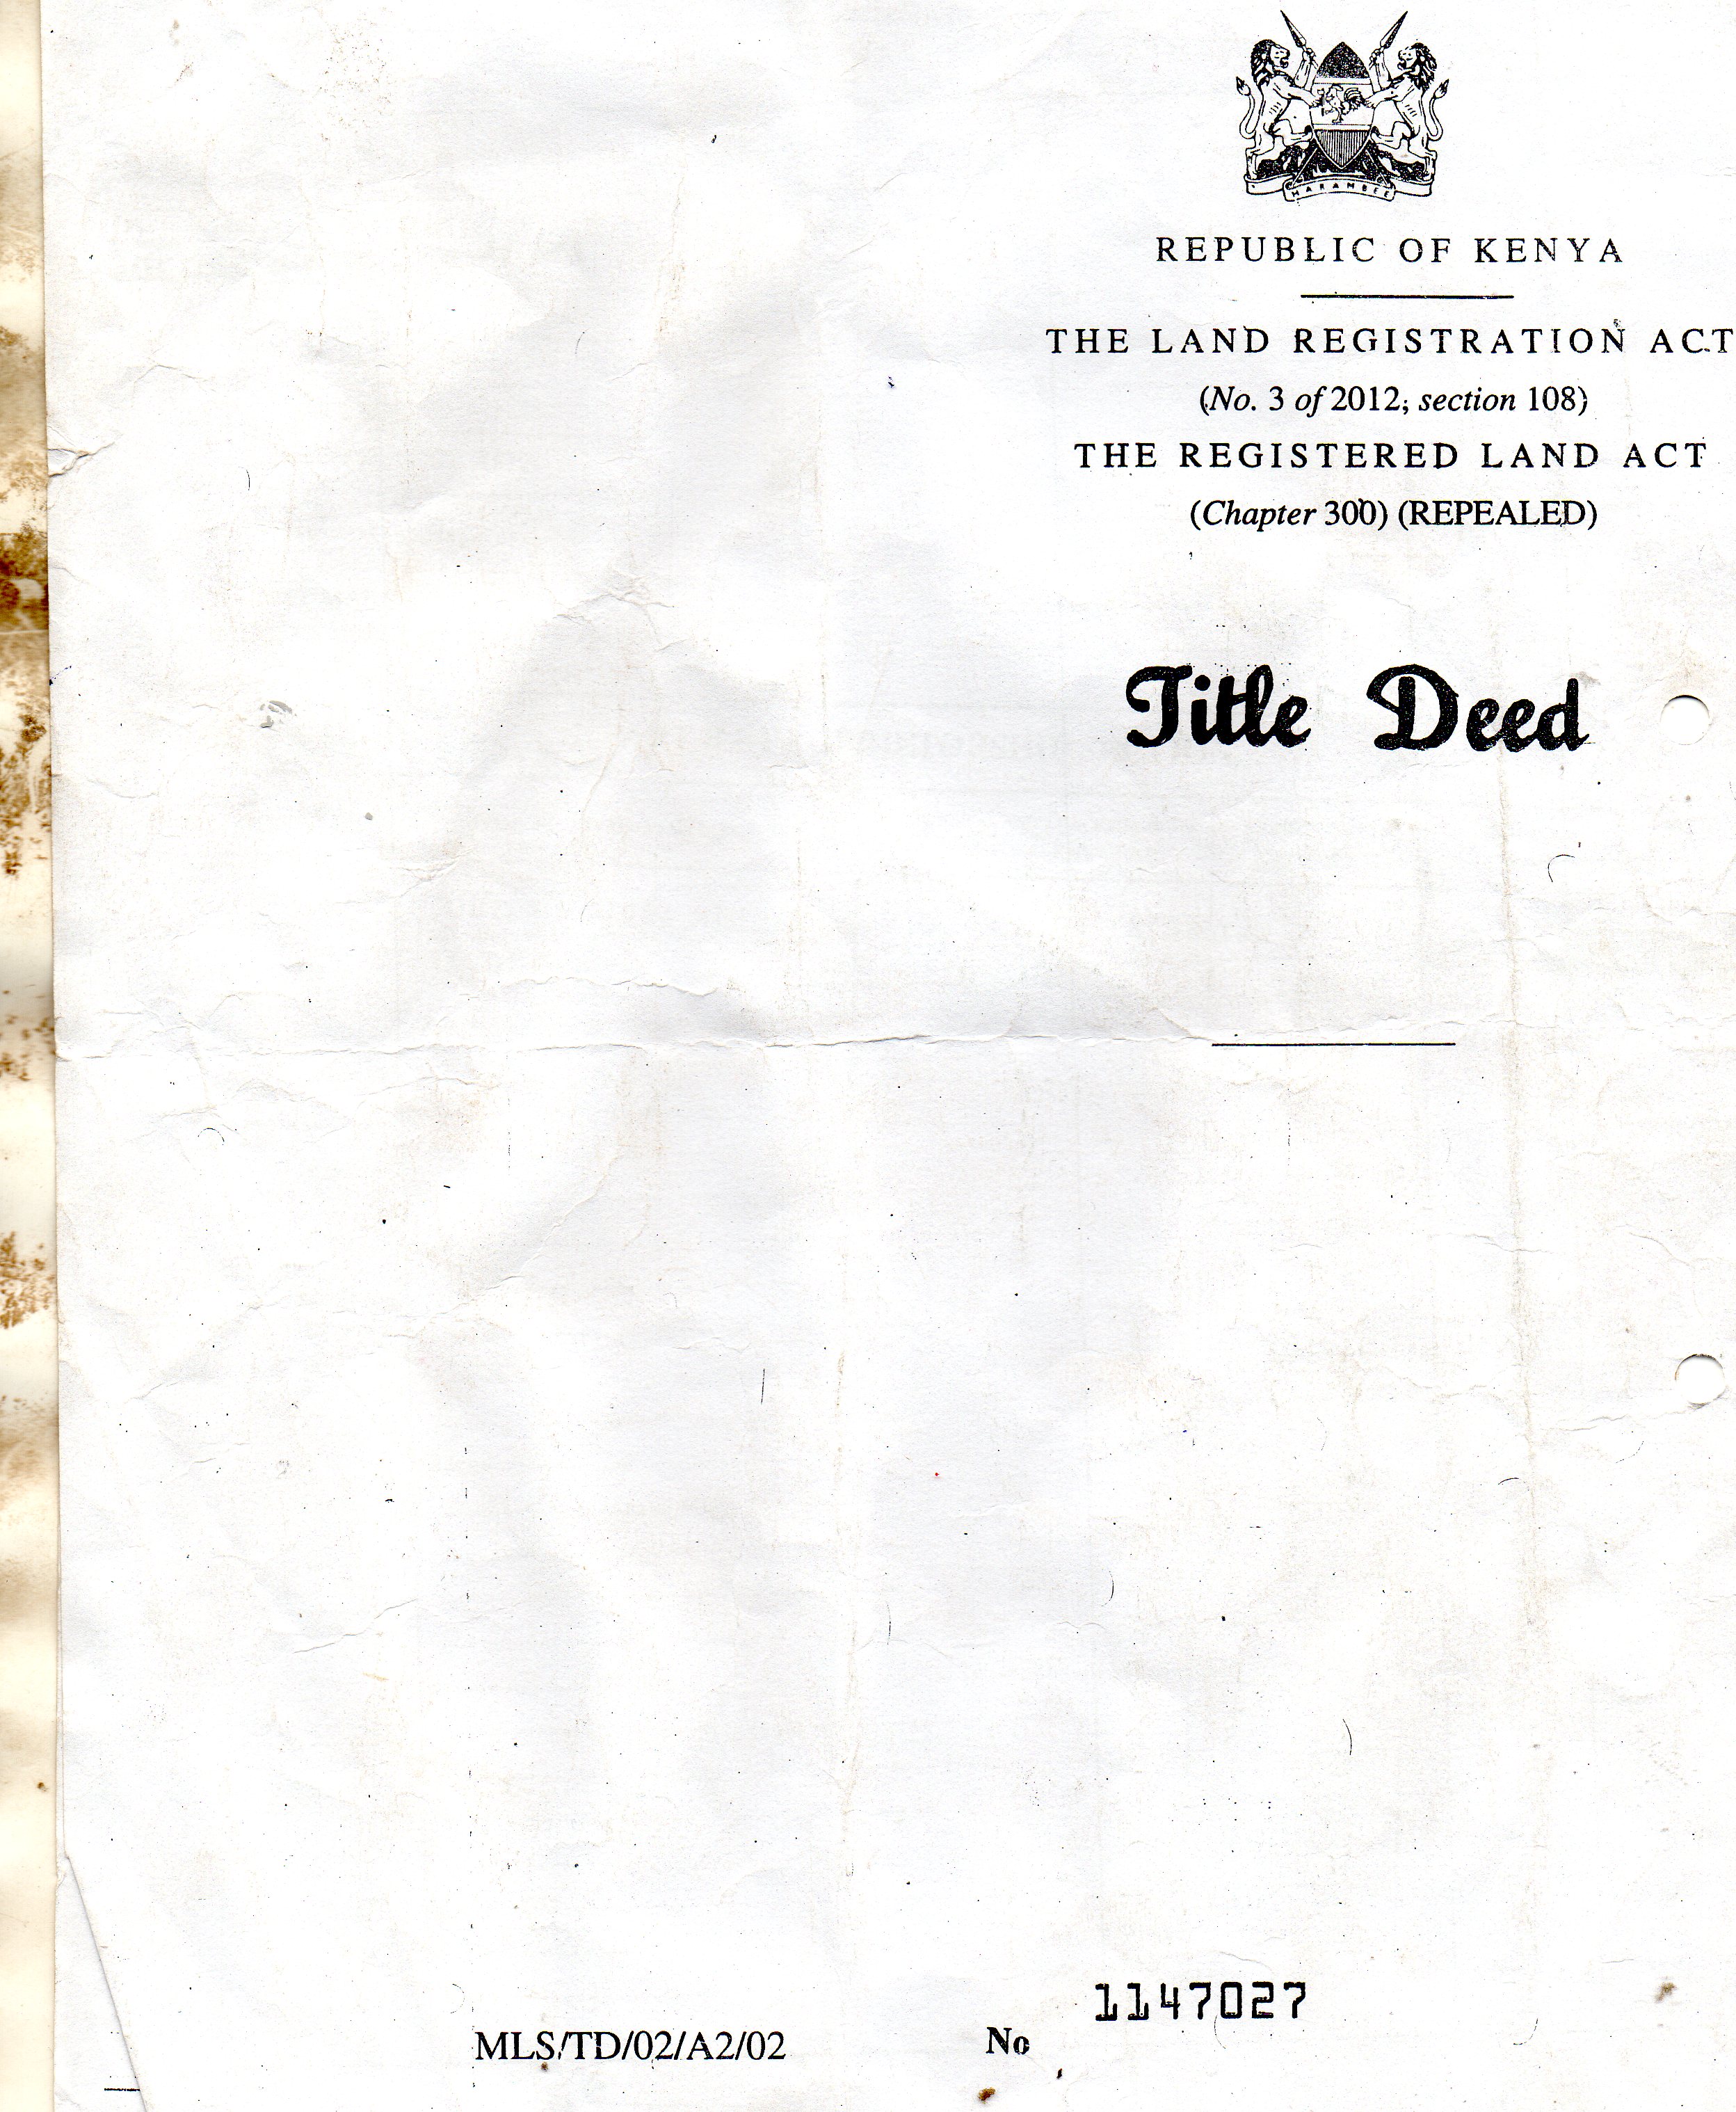 HARAMBEE
REPUBLIC OF KENYA
THE LAND REGISTRATION ACT
(No. 3 of 2012, section 108)
THE REGISTERED LAND ACT
(Chapter 300) (REPEALED)
Title Deed
1147027
MLS/TD/02/A2/02 No